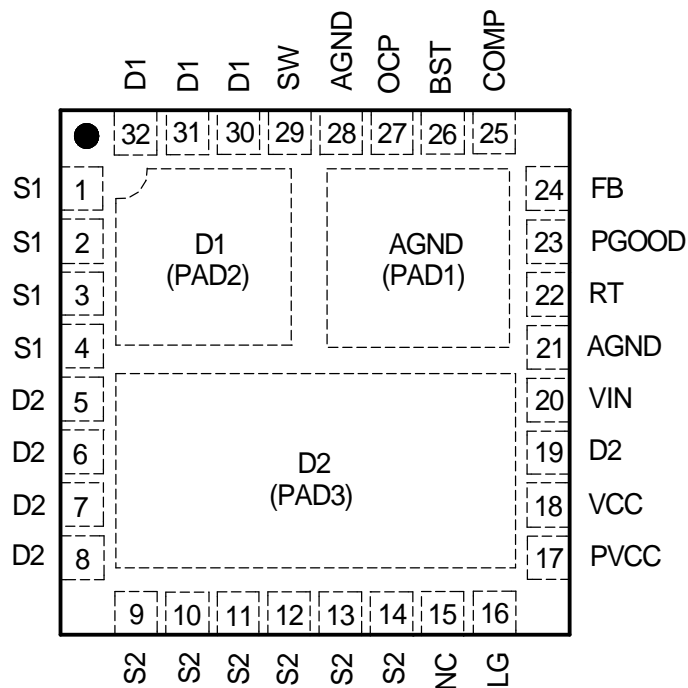 D1 D1 D1 SW AGND OCP BST COMP
32 31 30 29 28 27 26 25
S1 1 24 FB
S1 2 23 PGOOD
S1 3 22 RT
S1 4 21 AGND
D1
(PAD2)
AGND
(PAD1)
D2 5 20 VIN
D2 6 19 D2
D2 7 18 VCC
D2 8 17 PVCC
D2
(PAD3)
9 10 11 12 13 14 15 16
S2 S2 S2 S2 S2 S2 NC LG